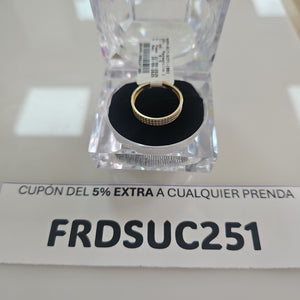 CUPÓN DEL 5% EXTRA A CUALQUIER PRENDA
FRDSUC251